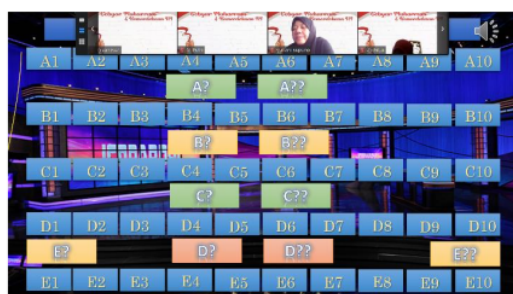 A1 A2 A3 A4 A5 A6 A7 A8 A9 A10
A? A??
B1 B2 B3 B4 B5 B6 B7 B8 B9 B10
B? B??
C1 C2 C3 C4 C5 C6 C7 C8 C9 C10
C? C??
D1 D2 D3 D4 D5 D6 D7 D8 D9 D10
E? D? D?? E??
E1 E2 E3 E4 E5 E6 E7 E8 E9 E10